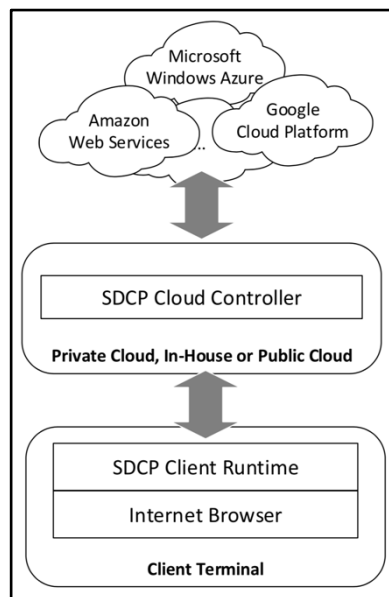 Microsoft
Windows Azure
Amazon
Web Services
Google
Cloud Platform
..
SDCP Cloud Controller
Private Cloud, In-House or Public Cloud
SDCP Client Runtime
Internet Browser
Client Terminal